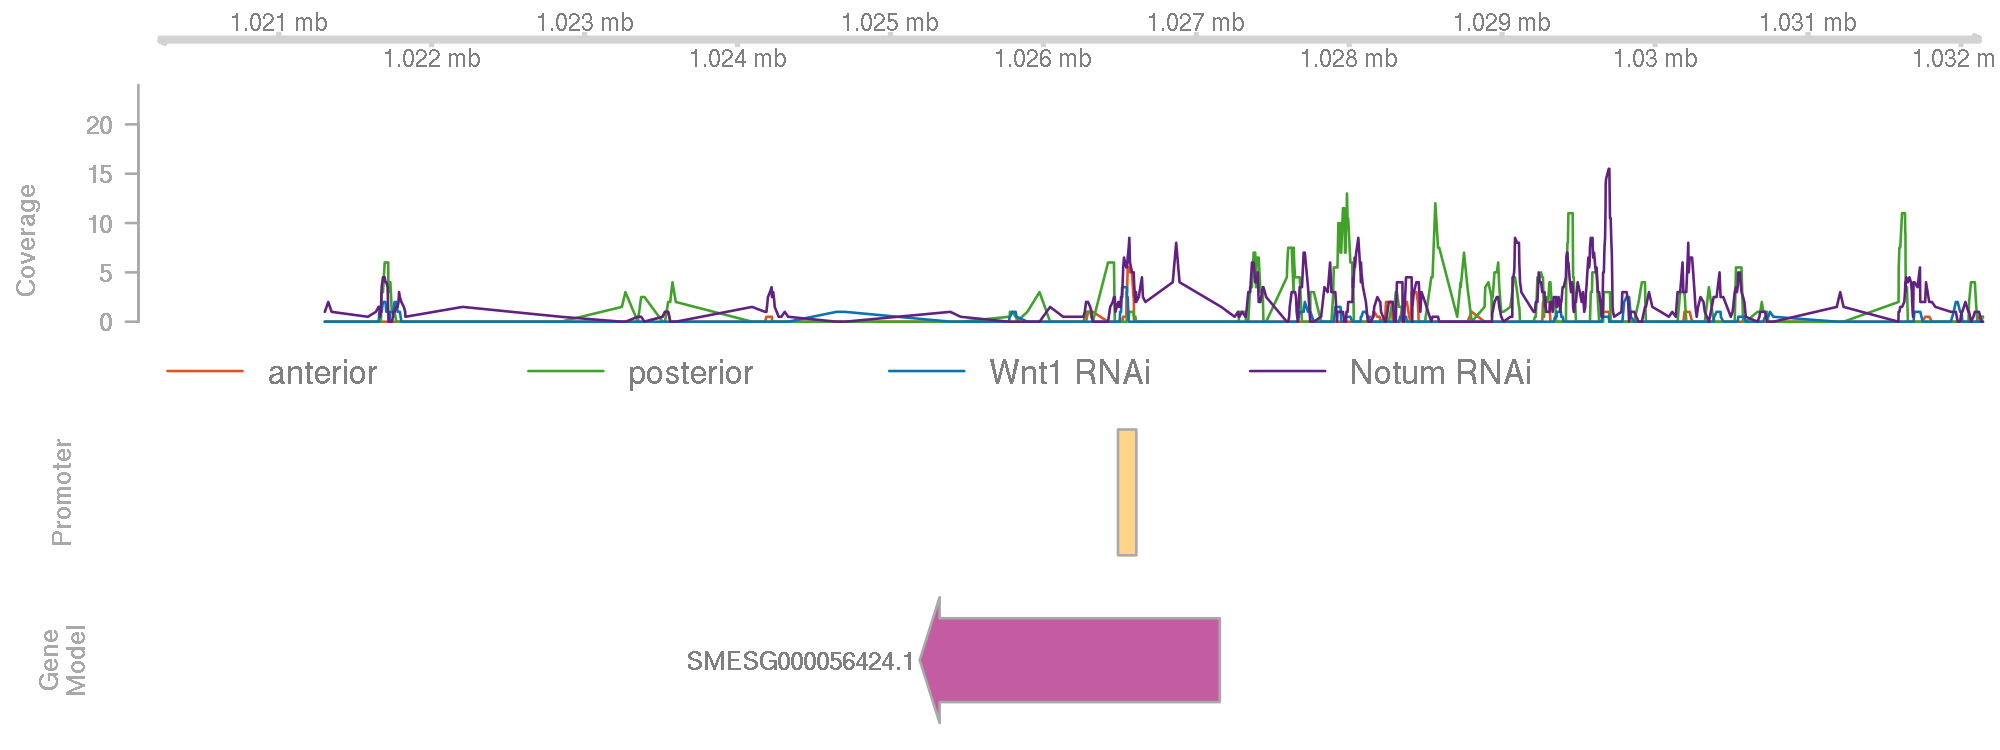 1.021 mb 1.023 mb 1.025 mb 1.027 mb 1.029 mb 1.031 mb
1.022 mb 1.024 mb 1.026 mb 1.028 mb 1.03 mb 1.032 m
Coverage
20
15
10
5
0
anterior posterior Wnt1 RNAi Notum RNAi
Promoter
Gene
Model
SMESG000056424.1